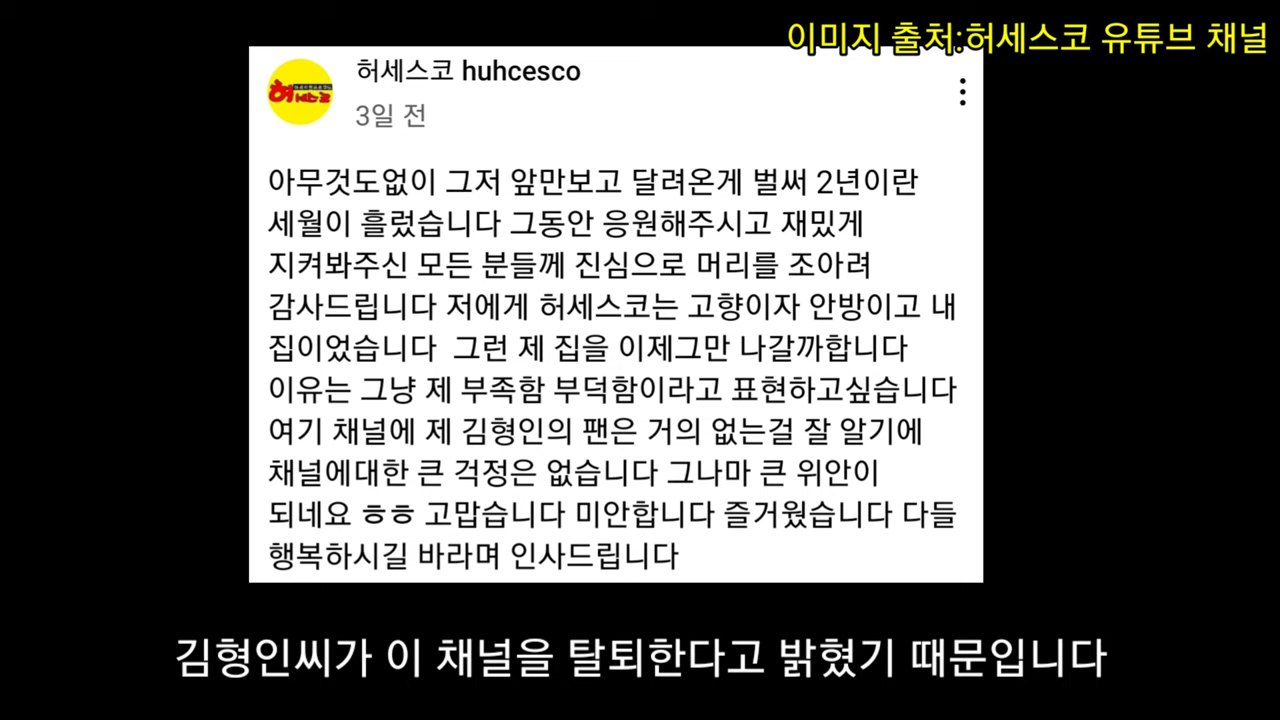 이미지 출처:허세스코 유튜브 채널
허세스코
허세스코 huhcesco
3일 전
아무것도없이 그저 앞만보고 달려온게 벌써 2년이란
세월이 흘렀습니다 그동안 응원해주시고 재밌게
지켜봐주신 모든 분들께 진심으로 머리를 조아려
감사드립니다 저에게 허세스코는 고향이자 안방이고 내
집이었습니다 그런 제 집을 이제그만 나갈까합니다
이유는 그냥 제 부족함 부덕함이라고 표현하고싶습니다
여기 채널에 제 김형인의 팬은 거의 없는걸 잘 알기에
채널에대한 큰 걱정은 없습니다 그나마 큰 위안이
되네요 ㅎㅎ 고맙습니다 미안합니다 즐거웠습니다 다들
행복하시길 바라며 인사드립니다
김형인씨가 이 채널을 탈퇴한다고 밝혔기 때문입니다